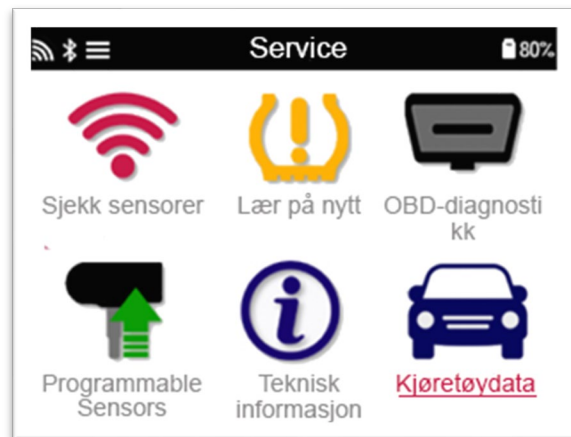 Service
80%
Sjekk sensorer
Lær på nytt
OBD-diagnosti
kk
Programmable
Sensors
Teknisk
informasjon
Kjøretøydata